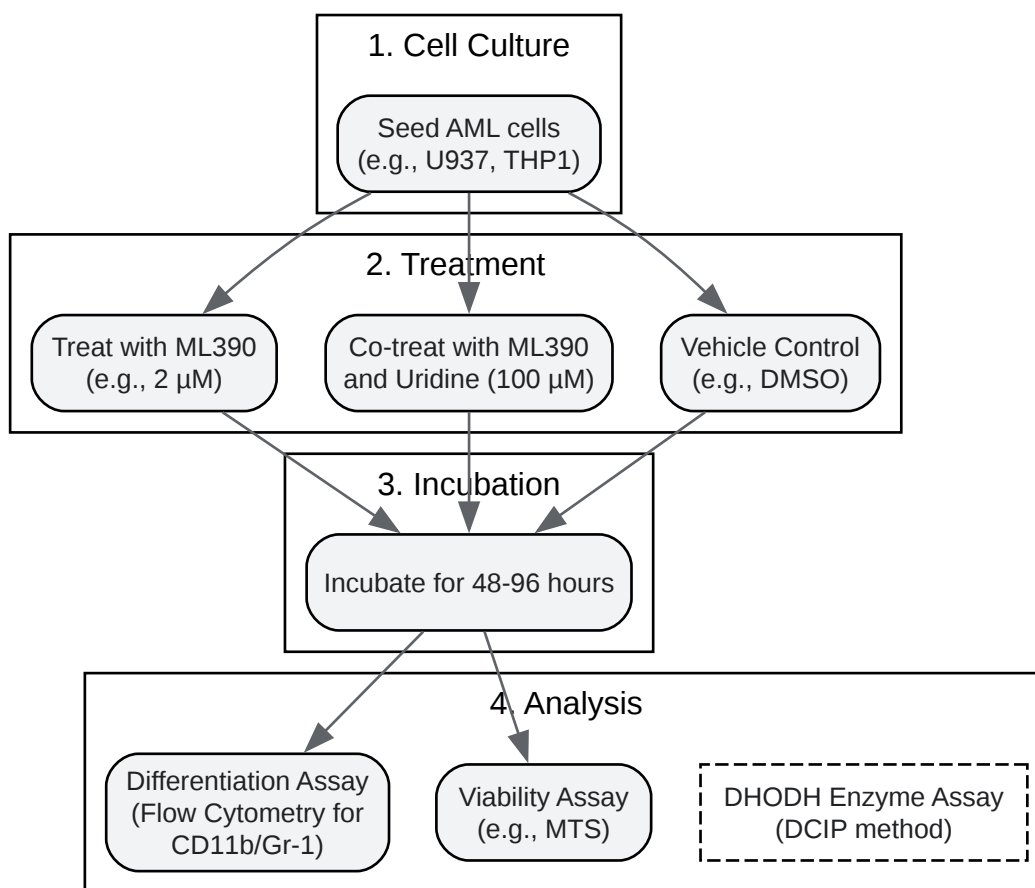 1. Cell Culture
Seed AML cells
(e.g., U937, THP1)
2. Treatment
Treat with ML390
(e.g., 2 µM)
Co-treat with ML390
and Uridine (100 µM)
Vehicle Control
(e.g., DMSO)
3. Incubation
Incubate for 48-96 hours
4. Analysis
Differentiation Assay
(Flow Cytometry for
CD11b/Gr-1)
Viability Assay
(e.g., MTS)
DHODH Enzyme Assay
(DCIP method)